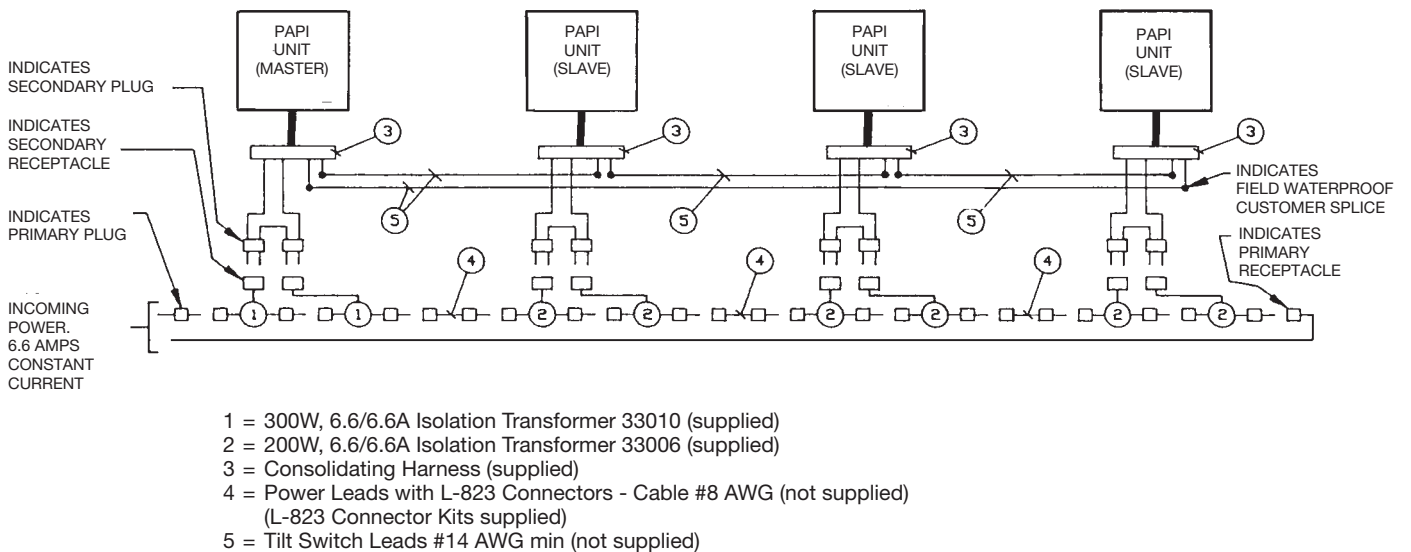 PAPI
UNIT
(MASTER)
PAPI
UNIT
(SLAVE)
PAPI
UNIT
(SLAVE)
PAPI
UNIT
(SLAVE)
INDICATES
SECONDARY PLUG
INDICATES
SECONDARY
RECEPTACLE
INDICATES
PRIMARY PLUG
INCOMING
POWER.
6.6 AMPS
CONSTANT
CURRENT
3
3
3
3
5
5
5
INDICATES
FIELD WATERPROOF
CUSTOMER SPLICE
INDICATES
PRIMARY
RECEPTACLE
4
4
4
1
1
2
2
2
2
2
2
1 = 300W, 6.6/6.6A Isolation Transformer 33010 (supplied)
2 = 200W, 6.6/6.6A Isolation Transformer 33006 (supplied)
3 = Consolidating Harness (supplied)
4 = Power Leads with L-823 Connectors - Cable #8 AWG (not supplied)
(L-823 Connector Kits supplied)
5 = Tilt Switch Leads #14 AWG min (not supplied)